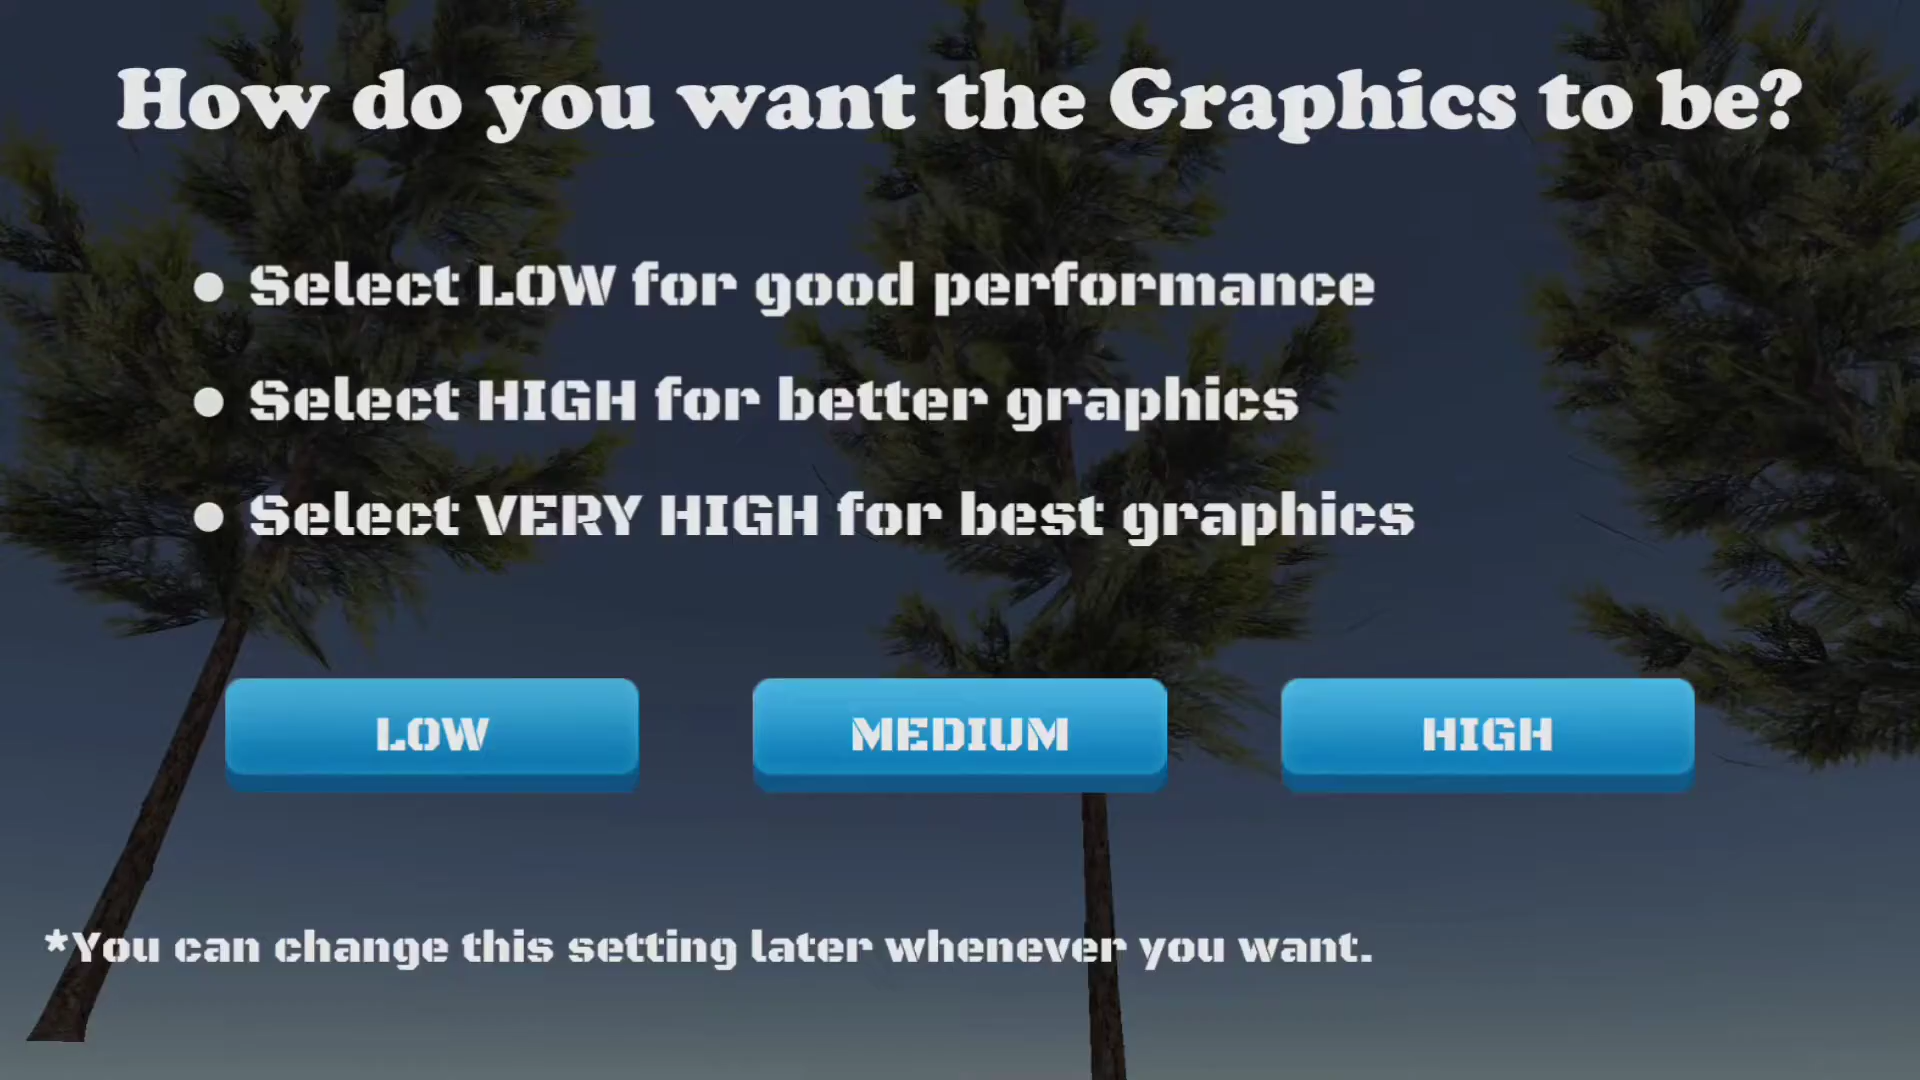 How do you want the Graphics to be?
● Select LOW for good performance
● Select HIGH for better graphics
● Select VERY HIGH for best graphics
LOW
MEDIUM
HIGH
*You can change this setting later whenever you want.